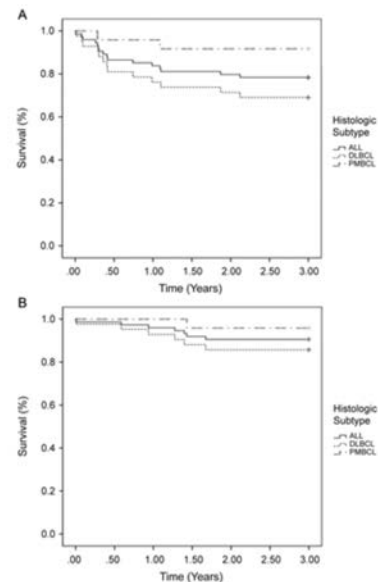 A
1.0
0.8
0.6
0.4
0.2
0.0
Survival (%)
.00 .50 1.00 1.50 2.00 2.50 3.00
Time (Years)
Histologic
Subtype
ALL
DLBCL
PMBCL
B
1.0
0.8
0.6
0.4
0.2
0.0
Survival (%)
.00 .50 1.00 1.50 2.00 2.50 3.00
Time (Years)
Histologic
Subtype
ALL
DLBCL
PMBCL